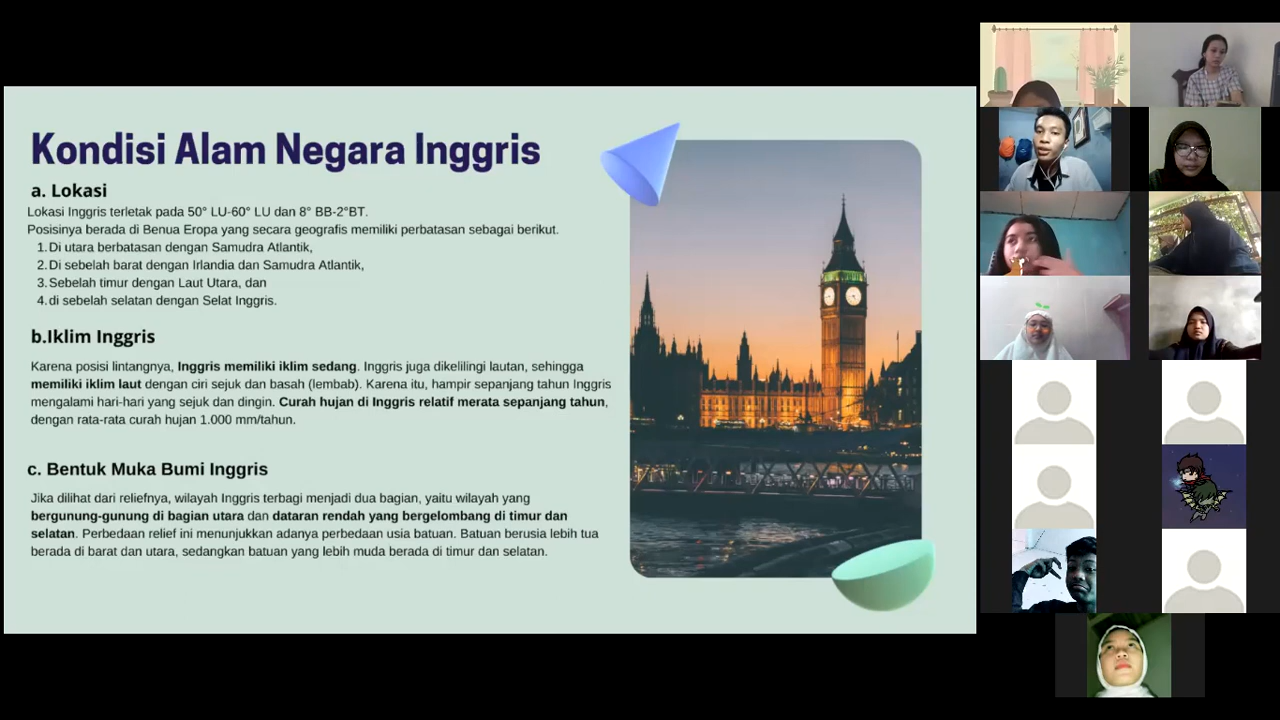 Kondisi Alam Negara Inggris
a. Lokasi
Lokasi Inggris terletak pada 50° LU-60° LU dan 8° BB-2°BT.
Posisinya berada di Benua Eropa yang secara geografis memiliki perbatasan sebagai berikut.
1. Di utara berbatasan dengan Samudra Atlantik,
2. Di sebelah barat dengan Irlandia dan Samudra Atlantik,
3. Sebelah timur dengan Laut Utara, dan
4. di sebelah selatan dengan Selat Inggris.
b.Iklim Inggris
Karena posisi lintangnya, Inggris memiliki iklim sedang. Inggris juga dikelilingi lautan, sehingga
memiliki iklim laut dengan ciri sejuk dan basah (lembab). Karena itu, hampir sepanjang tahun Inggris
mengalami hari-hari yang sejuk dan dingin. Curah hujan di Inggris relatif merata sepanjang tahun,
dengan rata-rata curah hujan 1.000 mm/tahun.
c. Bentuk Muka Bumi Inggris
Jika dilihat dari reliefnya, wilayah Inggris terbagi menjadi dua bagian, yaitu wilayah yang
bergunung-gunung di bagian utara dan dataran rendah yang bergelombang di timur dan
selatan. Perbedaan relief ini menunjukkan adanya perbedaan usia batuan. Batuan berusia lebih tua
berada di barat dan utara, sedangkan batuan yang lebih muda berada di timur dan selatan.